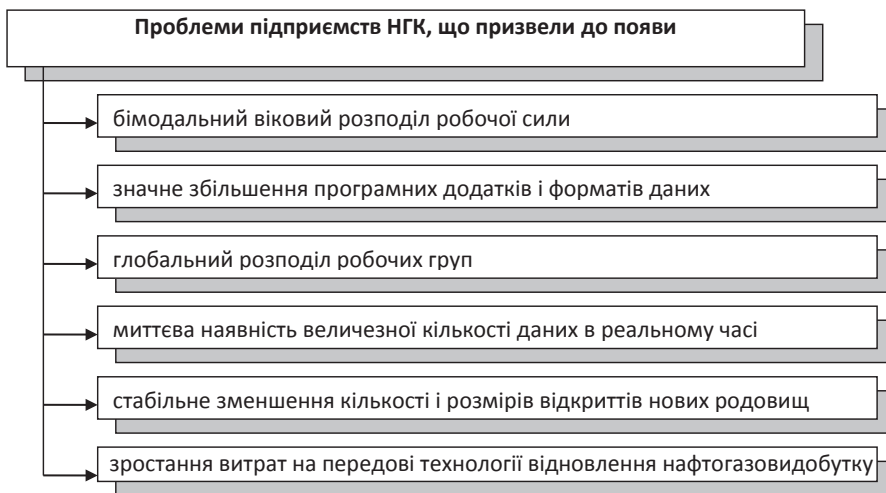 Проблеми підприємств НГК, що призвели до появи
бімодальний віковий розподіл робочої сили
значне збільшення програмних додатків і форматів даних
глобальний розподіл робочих груп
миттєва наявність величезної кількості даних в реальному часі
стабільне зменшення кількості і розмірів відкриттів нових родовищ
зростання витрат на передові технології відновлення нафтогазовидобутку